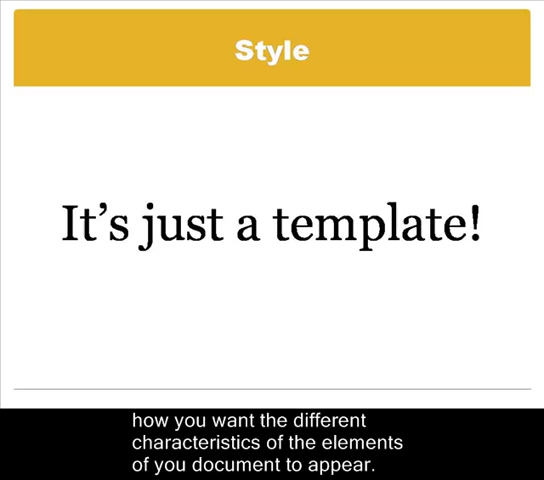 Style
It's just a template!
how you want the different
characteristics of the elements
of you document to appear.